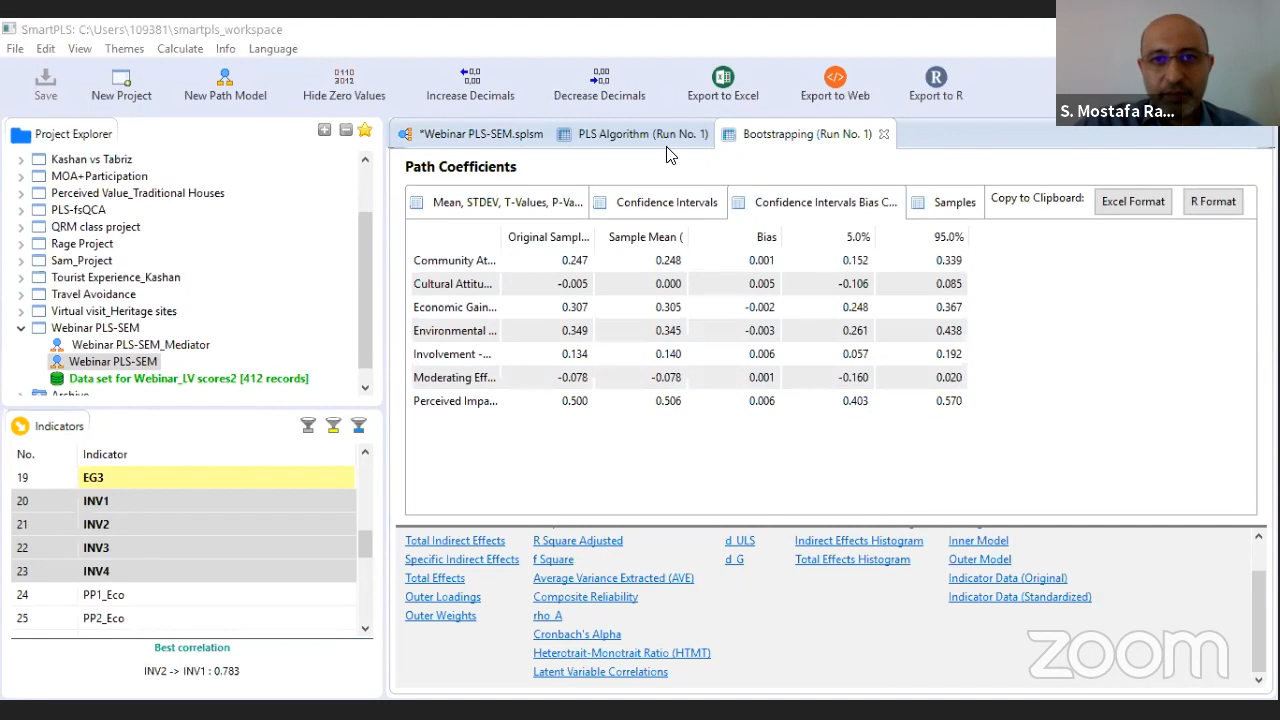 SmartPLS: C:\Users\109381\smartpls_workspace
File Edit View Themes Calculate Info Language
Save New Project New Path Model Hide Zero Values Increase Decimals Decrease Decimals Export to Excel Export to Web Export to R
S. Mostafa Ra...
Project Explorer
Kashan vs Tabriz
MOA+Participation
Perceived Value_Traditional Houses
PLS-fsQCA
QRM class project
Rage Project
Sam_Project
Tourist Experience_Kashan
Travel Avoidance
Virtual visit_Heritage sites
Webinar PLS-SEM
Webinar PLS-SEM_Mediator
Webinar PLS-SEM
Data set for Webinar_LV scores2 [412 records]
Archive
Indicators
No. Indicator
19 EG3
20 INV1
21 INV2
22 INV3
23 INV4
24 PP1_Eco
25 PP2_Eco
Best correlation
INV2 -> INV1 : 0.783
*Webinar PLS-SEM.splsm PLS Algorithm (Run No. 1) Bootstrapping (Run No. 1)
Path Coefficients
Mean, STDEV, T-Values, P-Va... Confidence Intervals Confidence Intervals Bias C... Samples Copy to Clipboard: Excel Format R Format
Original Sampl... Sample Mean ( Bias 5.0% 95.0%
Community At... 0.247 0.248 0.001 0.152 0.339
Cultural Attitu... -0.005 0.000 0.005 -0.106 0.085
Economic Gain... 0.307 0.305 -0.002 0.248 0.367
Environmental ... 0.349 0.345 -0.003 0.261 0.438
Involvement -... 0.134 0.140 0.006 0.057 0.192
Moderating Eff... -0.078 -0.078 0.001 -0.160 0.020
Perceived Impa... 0.500 0.506 0.006 0.403 0.570
Total Indirect Effects R Square Adjusted d_ULS Indirect Effects Histogram Inner Model
Specific Indirect Effects f Square d_G Total Effects Histogram Outer Model
Total Effects Average Variance Extracted (AVE) Indicator Data (Original)
Outer Loadings Composite Reliability Indicator Data (Standardized)
Outer Weights rho_A
Cronbach's Alpha
Heterotrait-Monotrait Ratio (HTMT)
Latent Variable Correlations
zoom